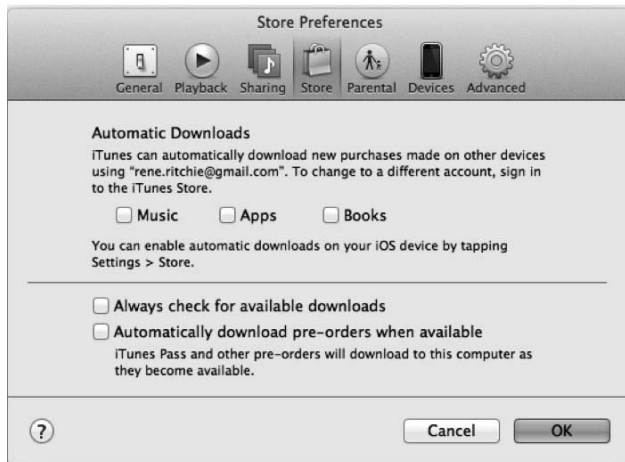 Store Preferences
General Playback Sharing Store Parental Devices Advanced
Automatic Downloads
iTunes can automatically download new purchases made on other devices
using “rene.ritchie@gmail.com”. To change to a different account, sign in
to the iTunes Store.
Music Apps Books
You can enable automatic downloads on your iOS device by tapping
Settings > Store.
Always check for available downloads
Automatically download pre-orders when available
iTunes Pass and other pre-orders will download to this computer as
they become available.
? Cancel OK